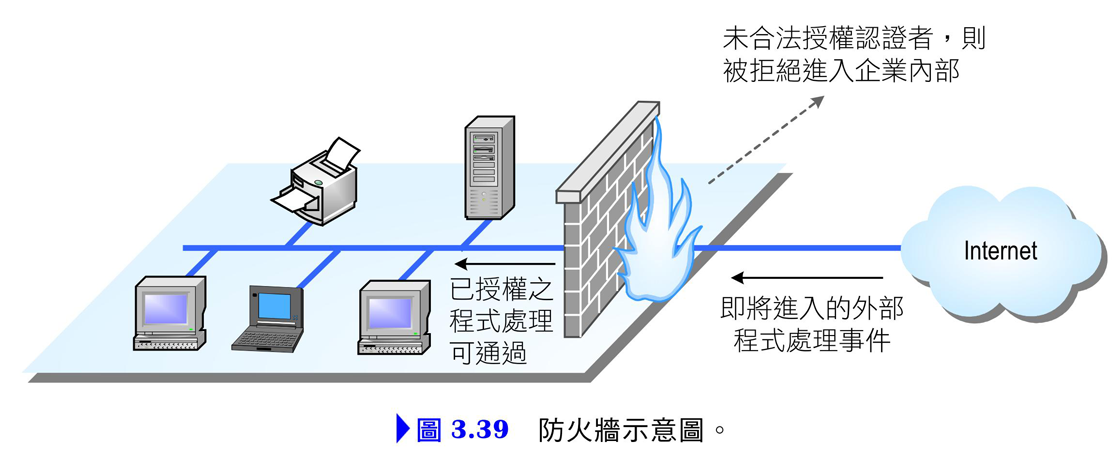 未合法授權認證者，則
被拒絕進入企業內部
Internet
已授權之
程式處理
可通過
即將進入的外部
程式處理事件
圖 3.39 防火牆示意圖。